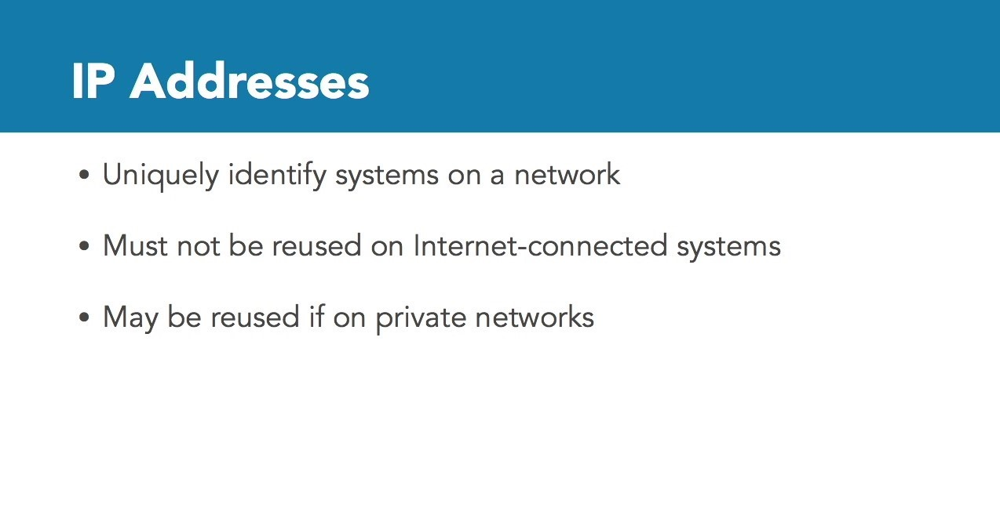 IP Addresses
• Uniquely identify systems on a network
• Must not be reused on Internet-connected systems
• May be reused if on private networks